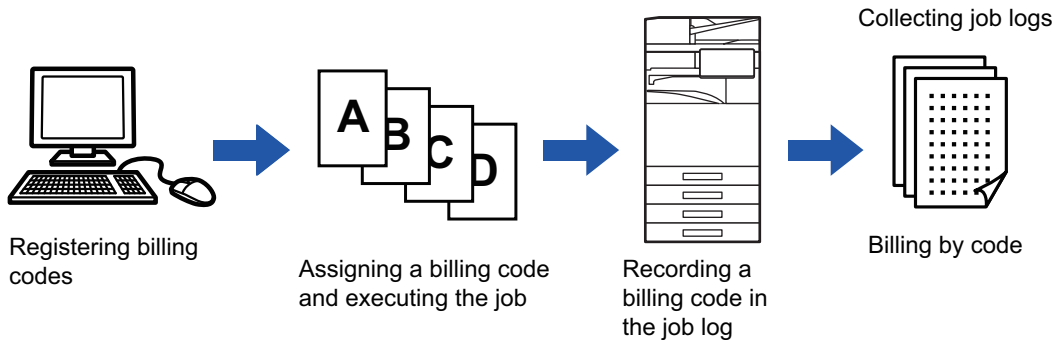 Collecting job logs
A
B
C
D
Registering billing
codes
Assigning a billing code
and executing the job
Recording a
billing code in
the job log
Billing by code